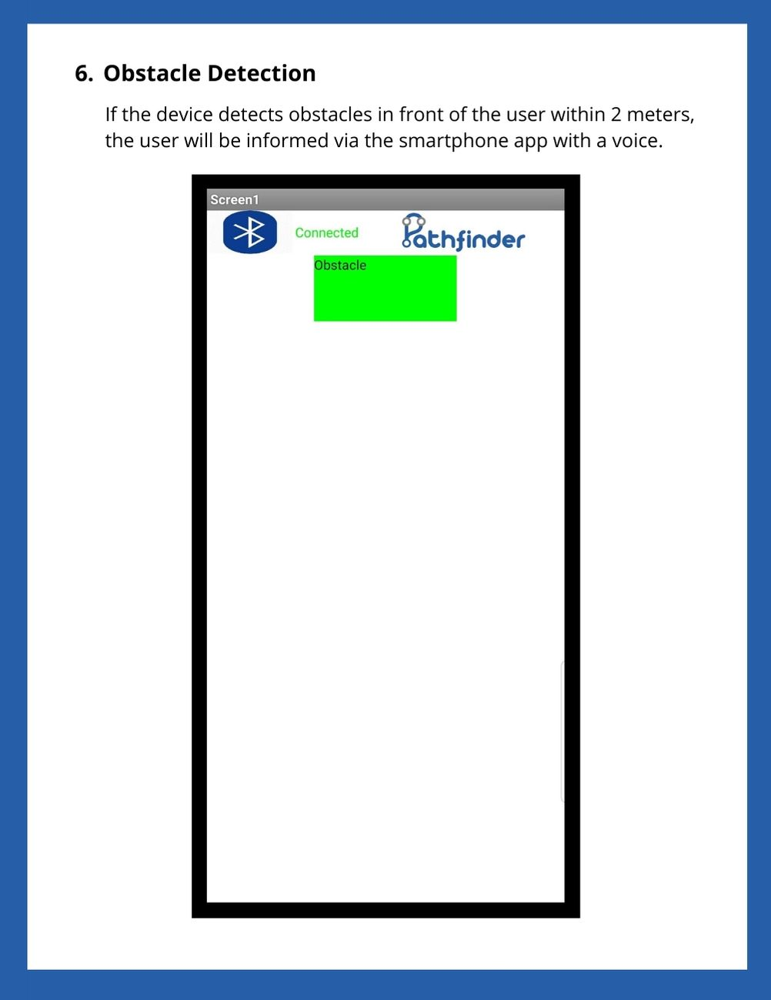 6. Obstacle Detection
If the device detects obstacles in front of the user within 2 meters,
the user will be informed via the smartphone app with a voice.
Screen1
Connected
Pathfinder
Obstacle